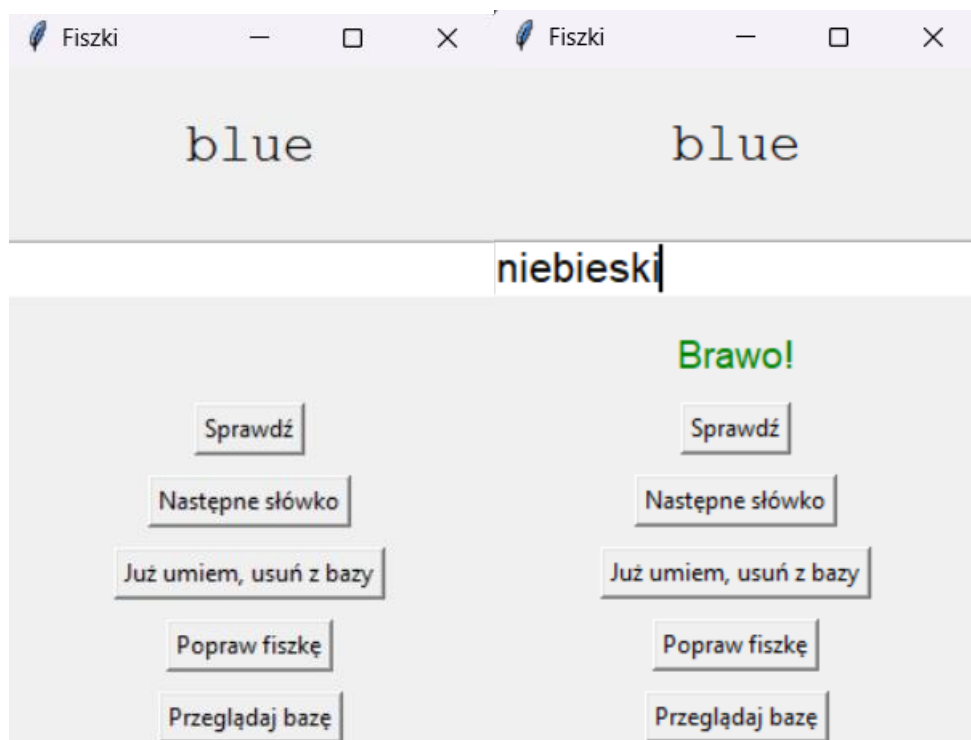 Fiszki
blue
Sprawdź
Następne słówko
Już umiem, usuń z bazy
Popraw fiszkę
Przeglądaj bazę
Fiszki
blue
niebieski
Brawo!
Sprawdź
Następne słówko
Już umiem, usuń z bazy
Popraw fiszkę
Przeglądaj bazę